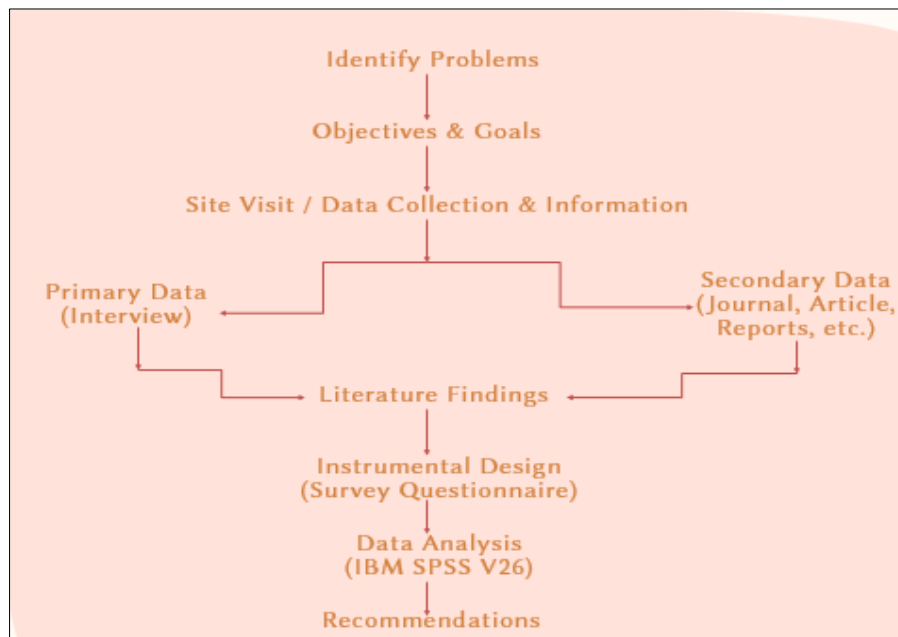 Identify Problems
Objectives & Goals
Site Visit / Data Collection & Information
Primary Data
(Interview)
Secondary Data
(Journal, Article,
Reports, etc.)
Literature Findings
Instrumental Design
(Survey Questionnaire)
Data Analysis
(IBM SPSS V26)
Recommendations